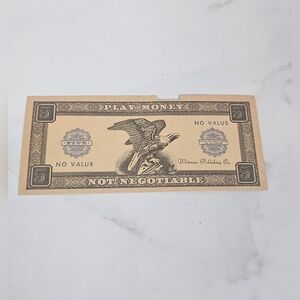 5 PLAY MONEY 5
NO VALUE
FIVE FIVE
NO VALUE
Whitman Publishing Co.
5 NOT NEGOTIABLE 5